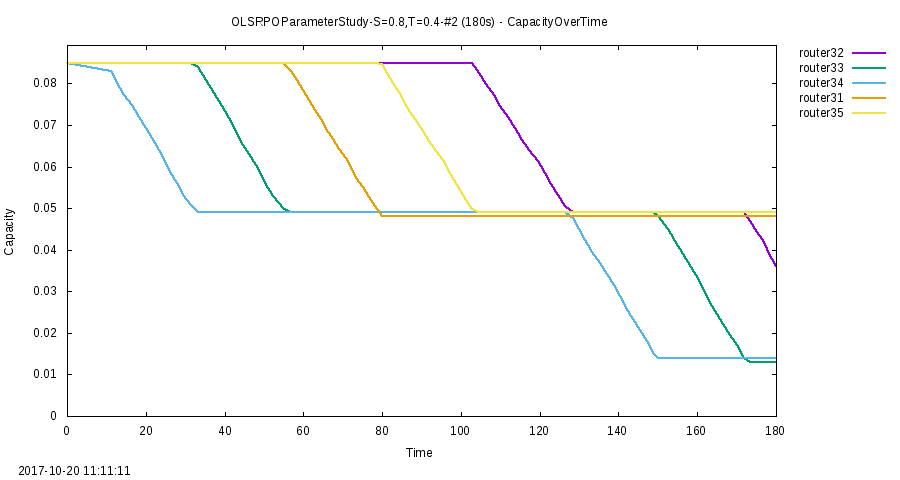 OLSRPOParameterStudy-S=0.8,T=0.4-#2 (180s) - CapacityOverTime
router32
router33
router34
router31
router35
0.08
0.07
0.06
0.05
0.04
0.03
0.02
0.01
0
Capacity
0 20 40 60 80 100 120 140 160 180
Time
2017-10-20 11:11:11